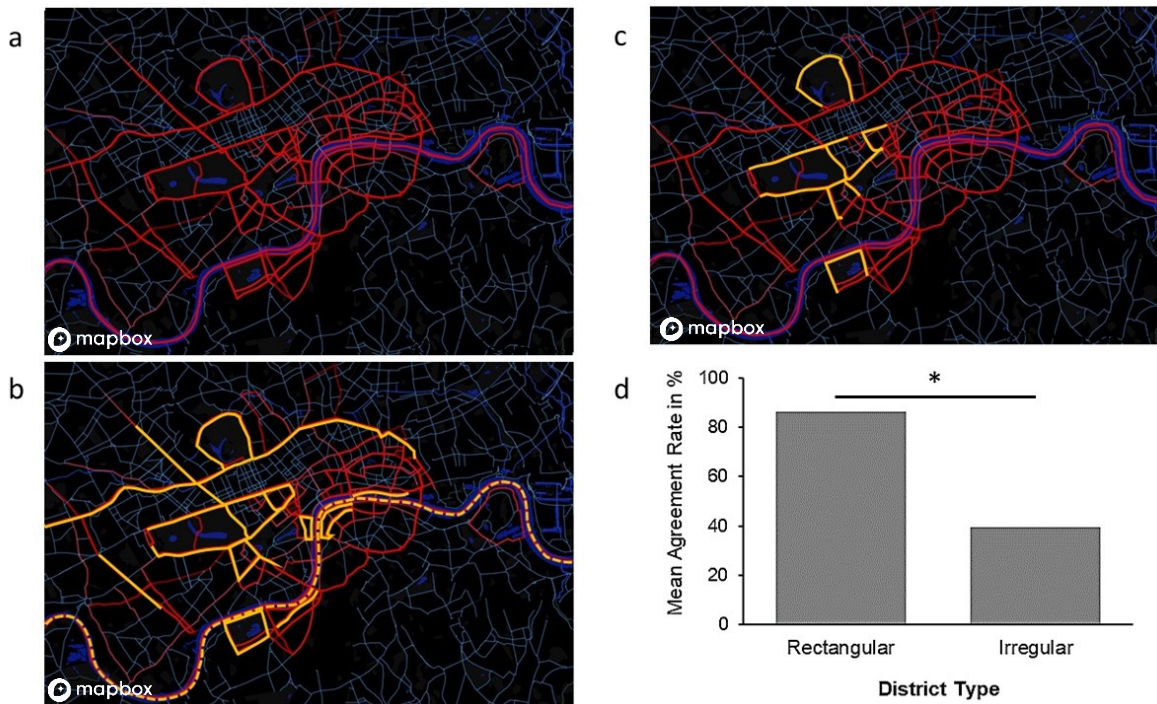 a
mapbox
b
mapbox
c
mapbox
d
Mean Agreement Rate in %
100
80
60
40
20
0
*
Rectangular
Irregular
District Type